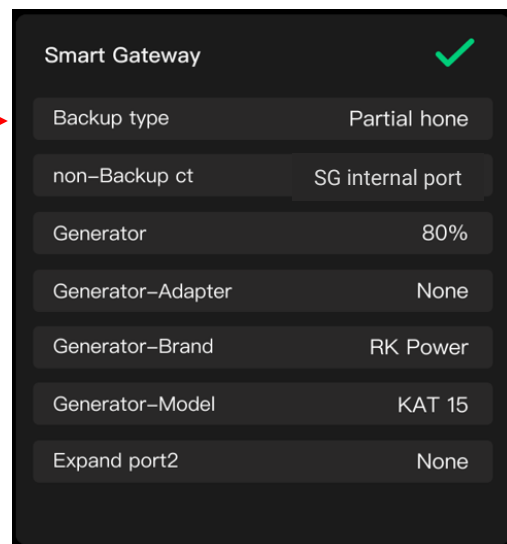 Smart Gateway
Backup type Partial hone
non-Backup ct SG internal port
Generator 80%
Generator-Adapter None
Generator-Brand RK Power
Generator-Model KAT 15
Expand port2 None